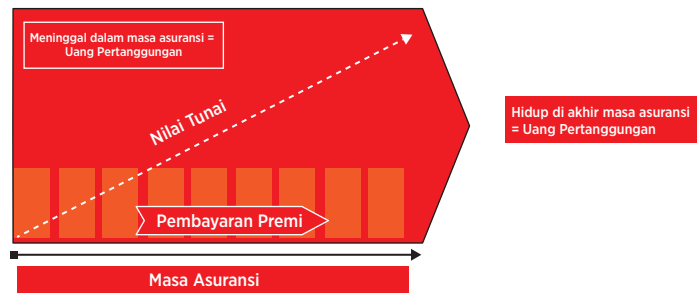 Meninggal dalam masa asuransi =
Uang Pertanggungan
Nilai Tunai
Hidup di akhir masa asuransi
= Uang Pertanggungan
Pembayaran Premi
Masa Asuransi